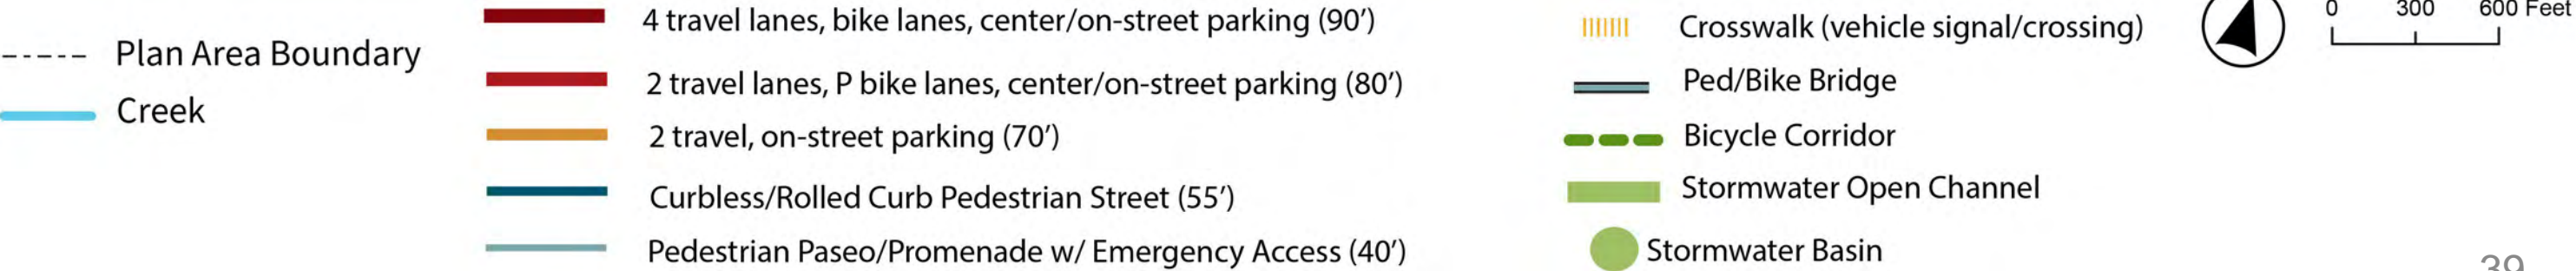 Plan Area Boundary
Creek
4 travel lanes, bike lanes, center/on-street parking (90’)
2 travel lanes, P bike lanes, center/on-street parking (80’)
2 travel, on-street parking (70’)
Curbless/Rolled Curb Pedestrian Street (55’)
Pedestrian Paseo/Promenade w/ Emergency Access (40’)
Crosswalk (vehicle signal/crossing)
Ped/Bike Bridge
Bicycle Corridor
Stormwater Open Channel
Stormwater Basin
0 300 600 Feet
39